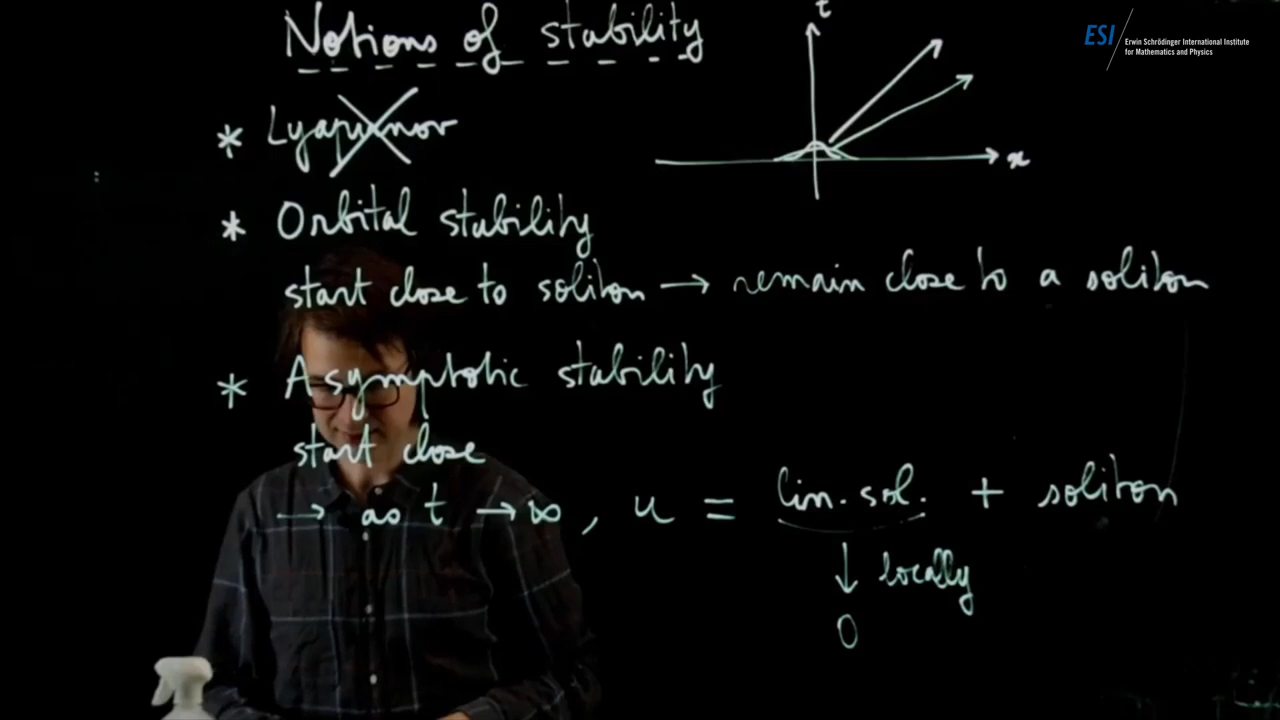 Notions of stability
t
ESI
Erwin Schrödinger International Institute
for Mathematics and Physics
* Lyapunov
x
* Orbital stability
start close to soliton → remain close to a soliton
* Asymptotic stability
start close
→ as t → ∞, u = lin. sol. + soliton
↓ locally
0